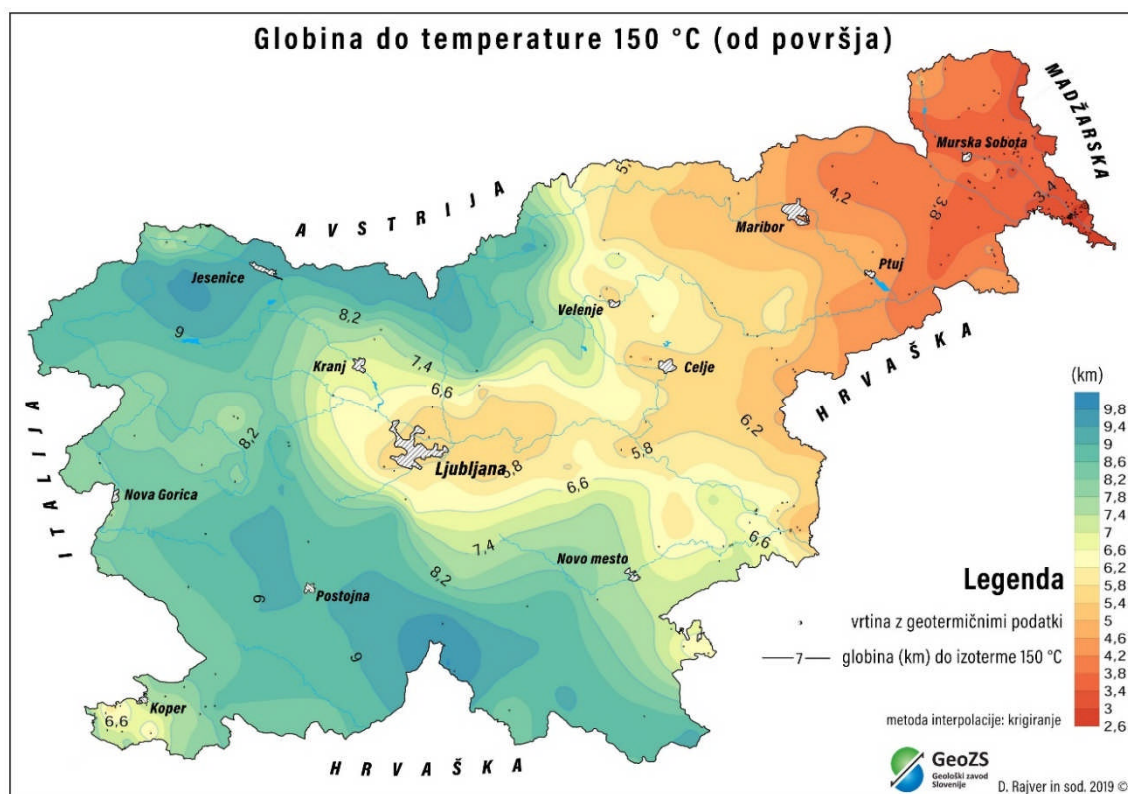 Globina do temperature 150 °C (od površja)
MADŽARSKA
Murska Sobota
3,4
3,8
4,2
5,
AVSTRIJA
Maribor
Ptuj
Jesenice
Velenje
8,2
9
HRVAŠKA
Kranj
7,4
Celje
6,6
ITALIJA
8,2
6,2
Ljubljana
5,8
5,8
6,6
Nova Gorica
7,4
6,6
Novo mesto
8,2
Postojna
9
9
Koper
6,6
HRVAŠKA
(km)
9,8
9,4
9
8,6
8,2
7,8
7,4
7
6,6
6,2
5,8
5,4
5
4,6
4,2
3,8
3,4
3
2,6
Legenda
vrtina z geotermičnimi podatki
7 globina (km) do izoterme 150 °C
metoda interpolacije: krigiranje
GeoZS
Geološki zavod
Slovenije
D. Rajver in sod. 2019 ©